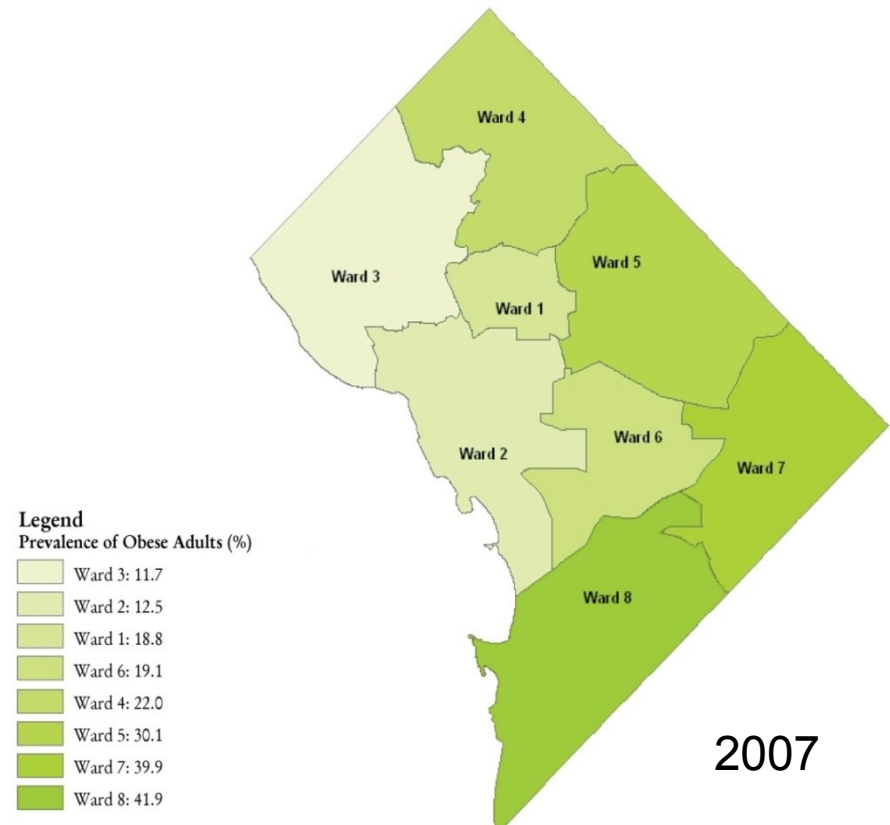 Ward 4
Ward 5
Ward 3
Ward 1
Ward 6
Ward 2
Ward 7
Ward 8
Legend
Prevalence of Obese Adults (%)
Ward 3: 11.7
Ward 2: 12.5
Ward 1: 18.8
Ward 6: 19.1
Ward 4: 22.0
Ward 5: 30.1
Ward 7: 39.9
Ward 8: 41.9
2007